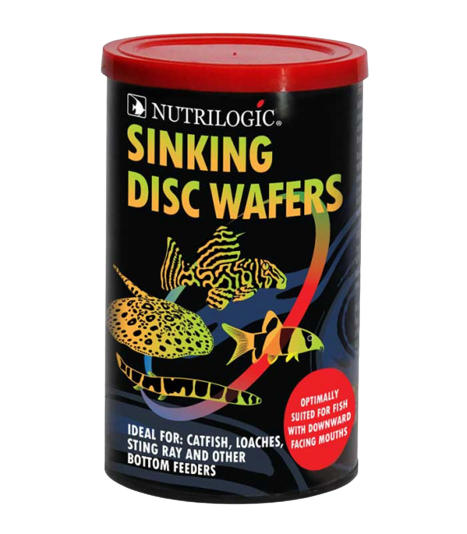 NUTRILOGIC®
SINKING
DISC WAFERS
OPTIMALLY
SUITED FOR FISH
WITH DOWNWARD
FACING MOUTHS
IDEAL FOR: CATFISH, LOACHES,
STING RAY AND OTHER
BOTTOM FEEDERS